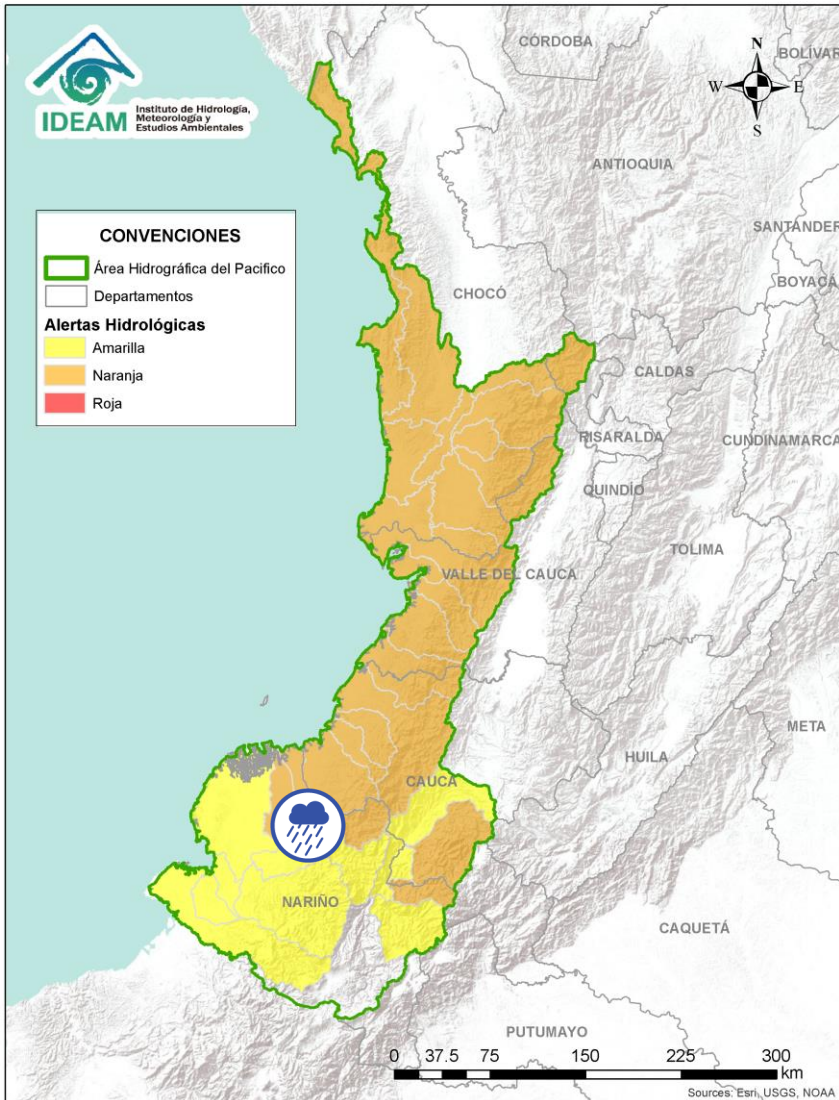 IDEAM
Instituto de Hidrología,
Meteorología y
Estudios Ambientales
CÓRDOBA
BOLÍVAR
N
W
E
S
ANTIOQUIA
SANTANDER
BOYACÁ
CONVENCIONES
Área Hidrográfica del Pacifico
Departamentos
Alertas Hidrológicas
Amarilla
Naranja
Roja
CHOCÓ
CALDAS
RISARALDA
CUNDINAMARCA
QUINDÍO
TOLIMA
VALLE DEL CAUCA
META
HUILA
CAUCA
NARIÑO
CAQUETÁ
PUTUMAYO
0 37.5 75 150 225 300
km
Sources: Esri, USGS, NOAA